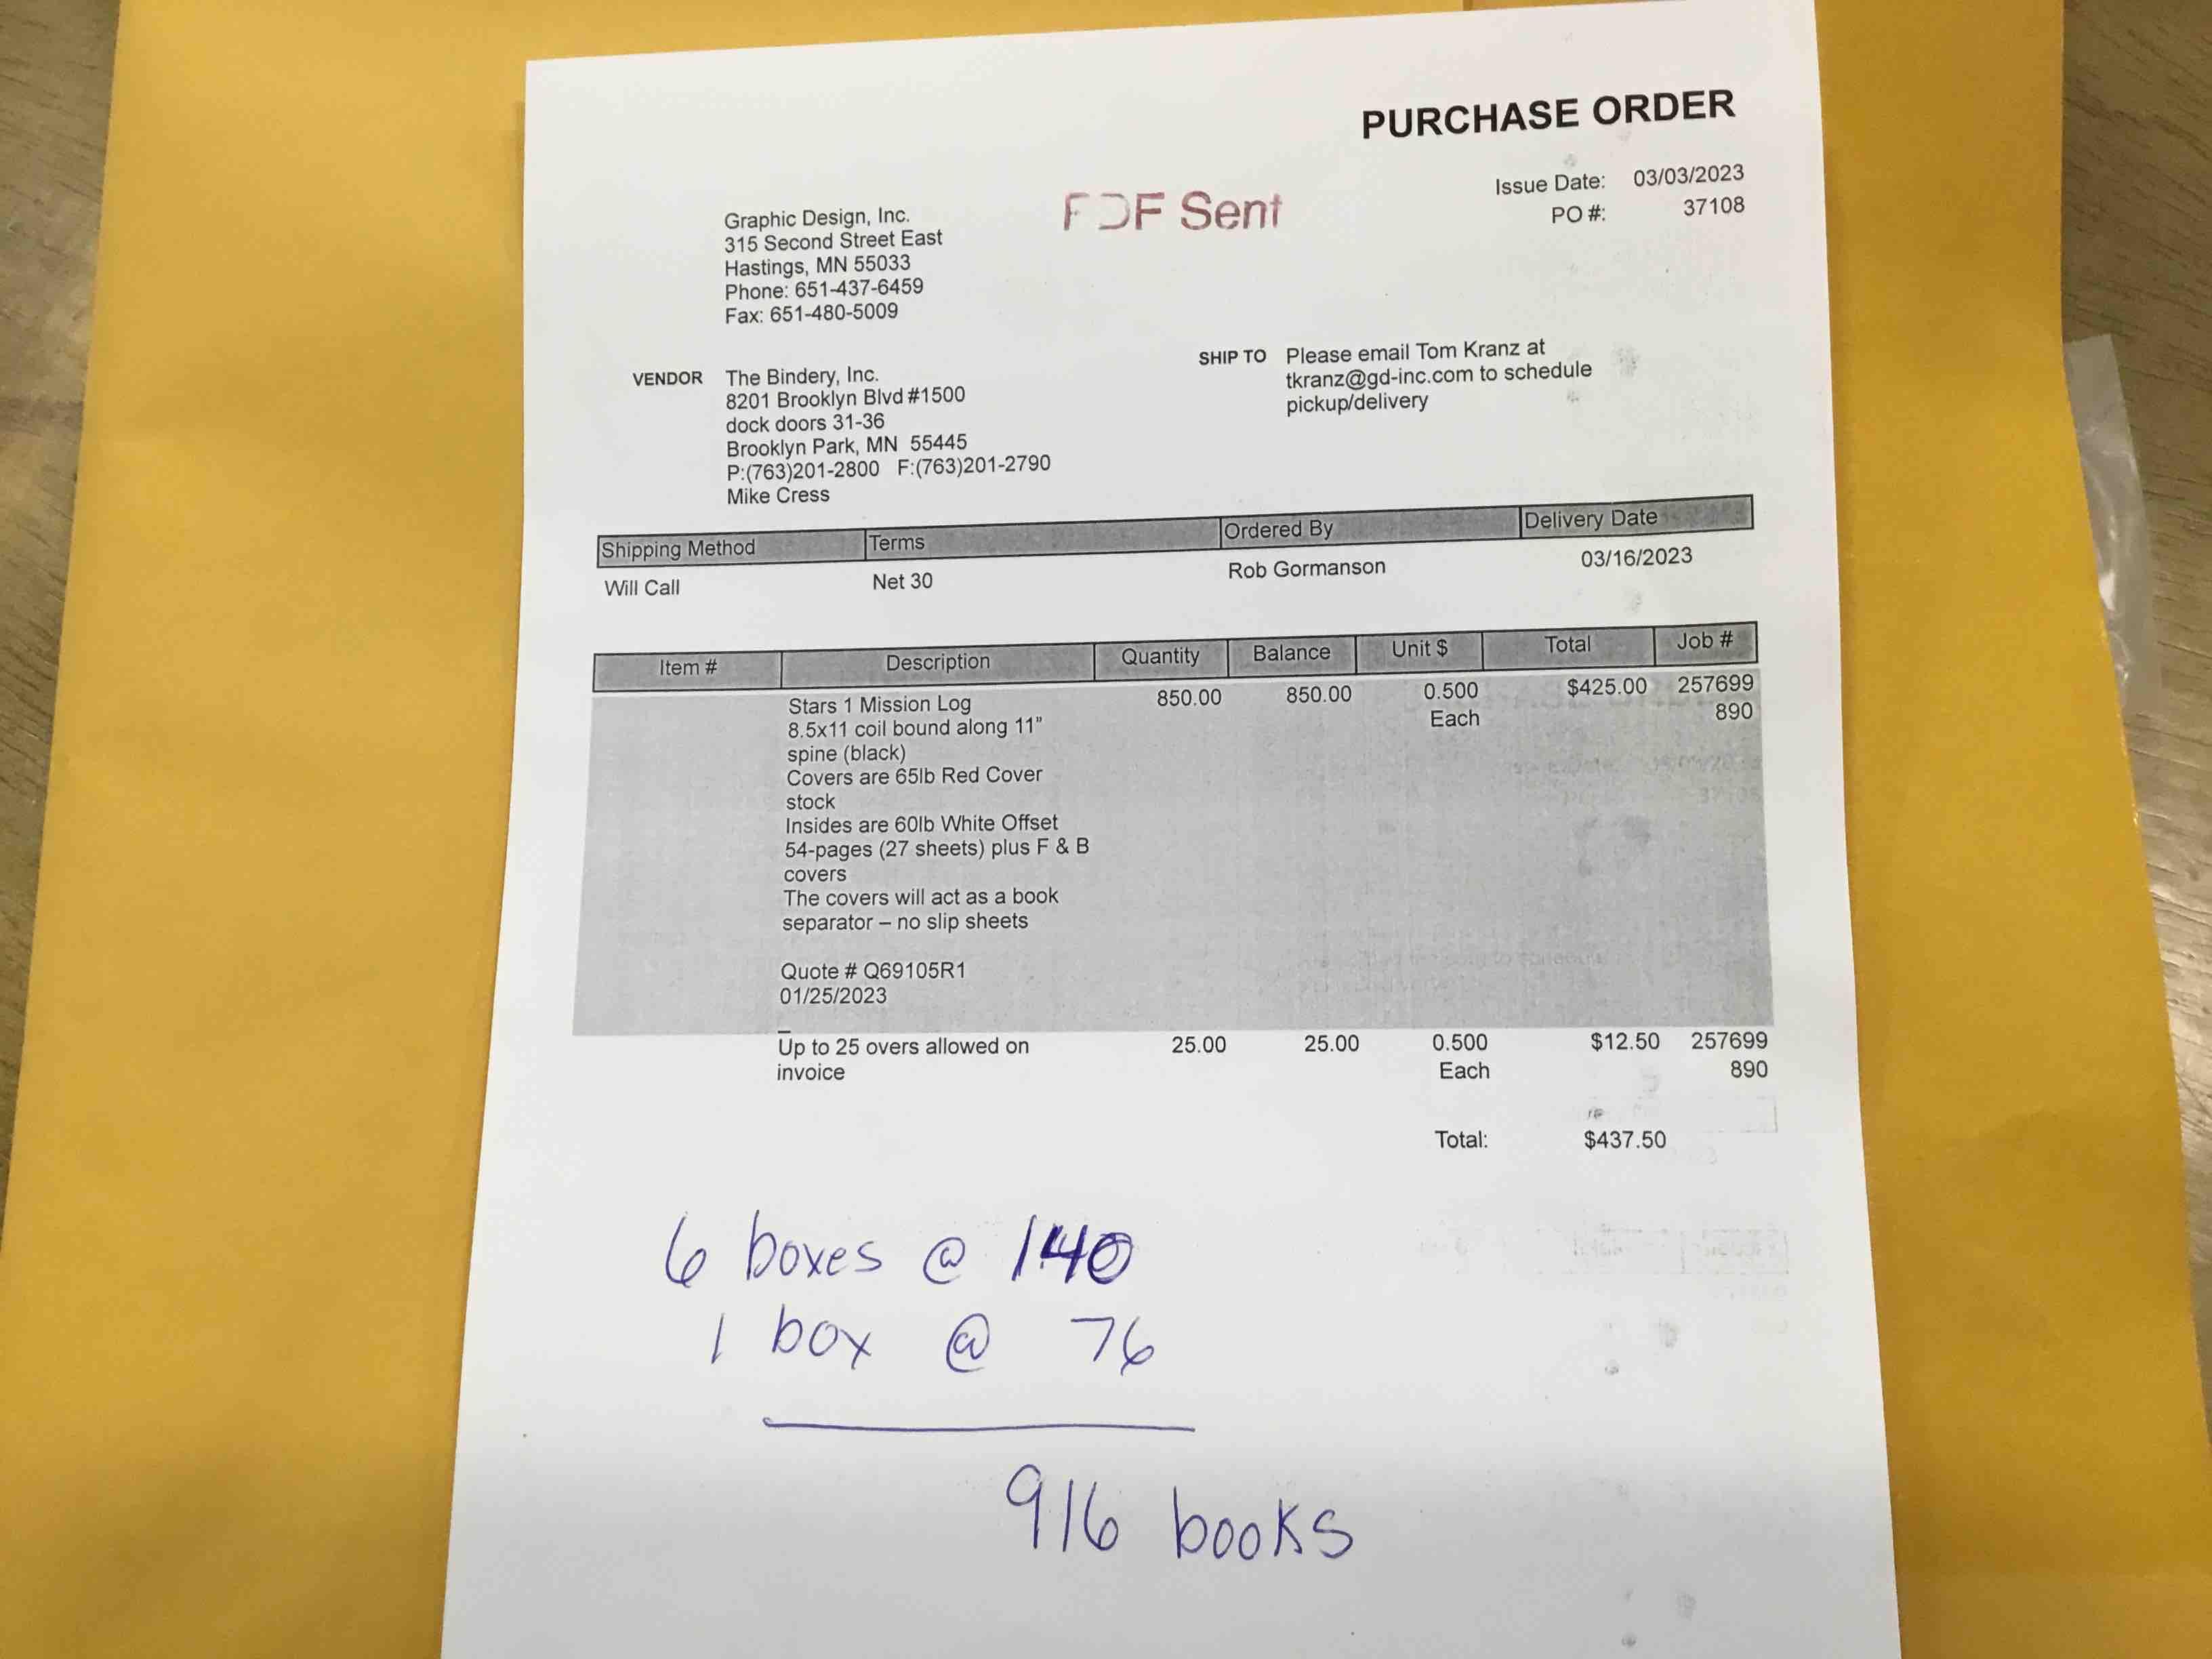 PURCHASE ORDER
Issue Date: 03/03/2023
PO #: 37108
PDF Sent
Graphic Design, Inc.
315 Second Street East
Hastings, MN 55033
Phone: 651-437-6459
Fax: 651-480-5009
VENDOR The Bindery, Inc.
8201 Brooklyn Blvd #1500
dock doors 31-36
Brooklyn Park, MN 55445
P:(763)201-2800 F:(763)201-2790
Mike Cress
SHIP TO Please email Tom Kranz at
tkranz@gd-inc.com to schedule
pickup/delivery
Shipping Method Terms Ordered By Delivery Date
Will Call Net 30 Rob Gormanson 03/16/2023
Item # Description Quantity Balance Unit $ Total Job #
Stars 1 Mission Log 850.00 850.00 0.500 $425.00 257699
8.5x11 coil bound along 11" Each 890
spine (black)
Covers are 65lb Red Cover
stock
Insides are 60lb White Offset
54-pages (27 sheets) plus F & B
covers
The covers will act as a book
separator – no slip sheets
Quote # Q69105R1
01/25/2023
Up to 25 overs allowed on 25.00 25.00 0.500 $12.50 257699
invoice Each 890
Total: $437.50
6 boxes @ 140
1 box @ 76
916 books